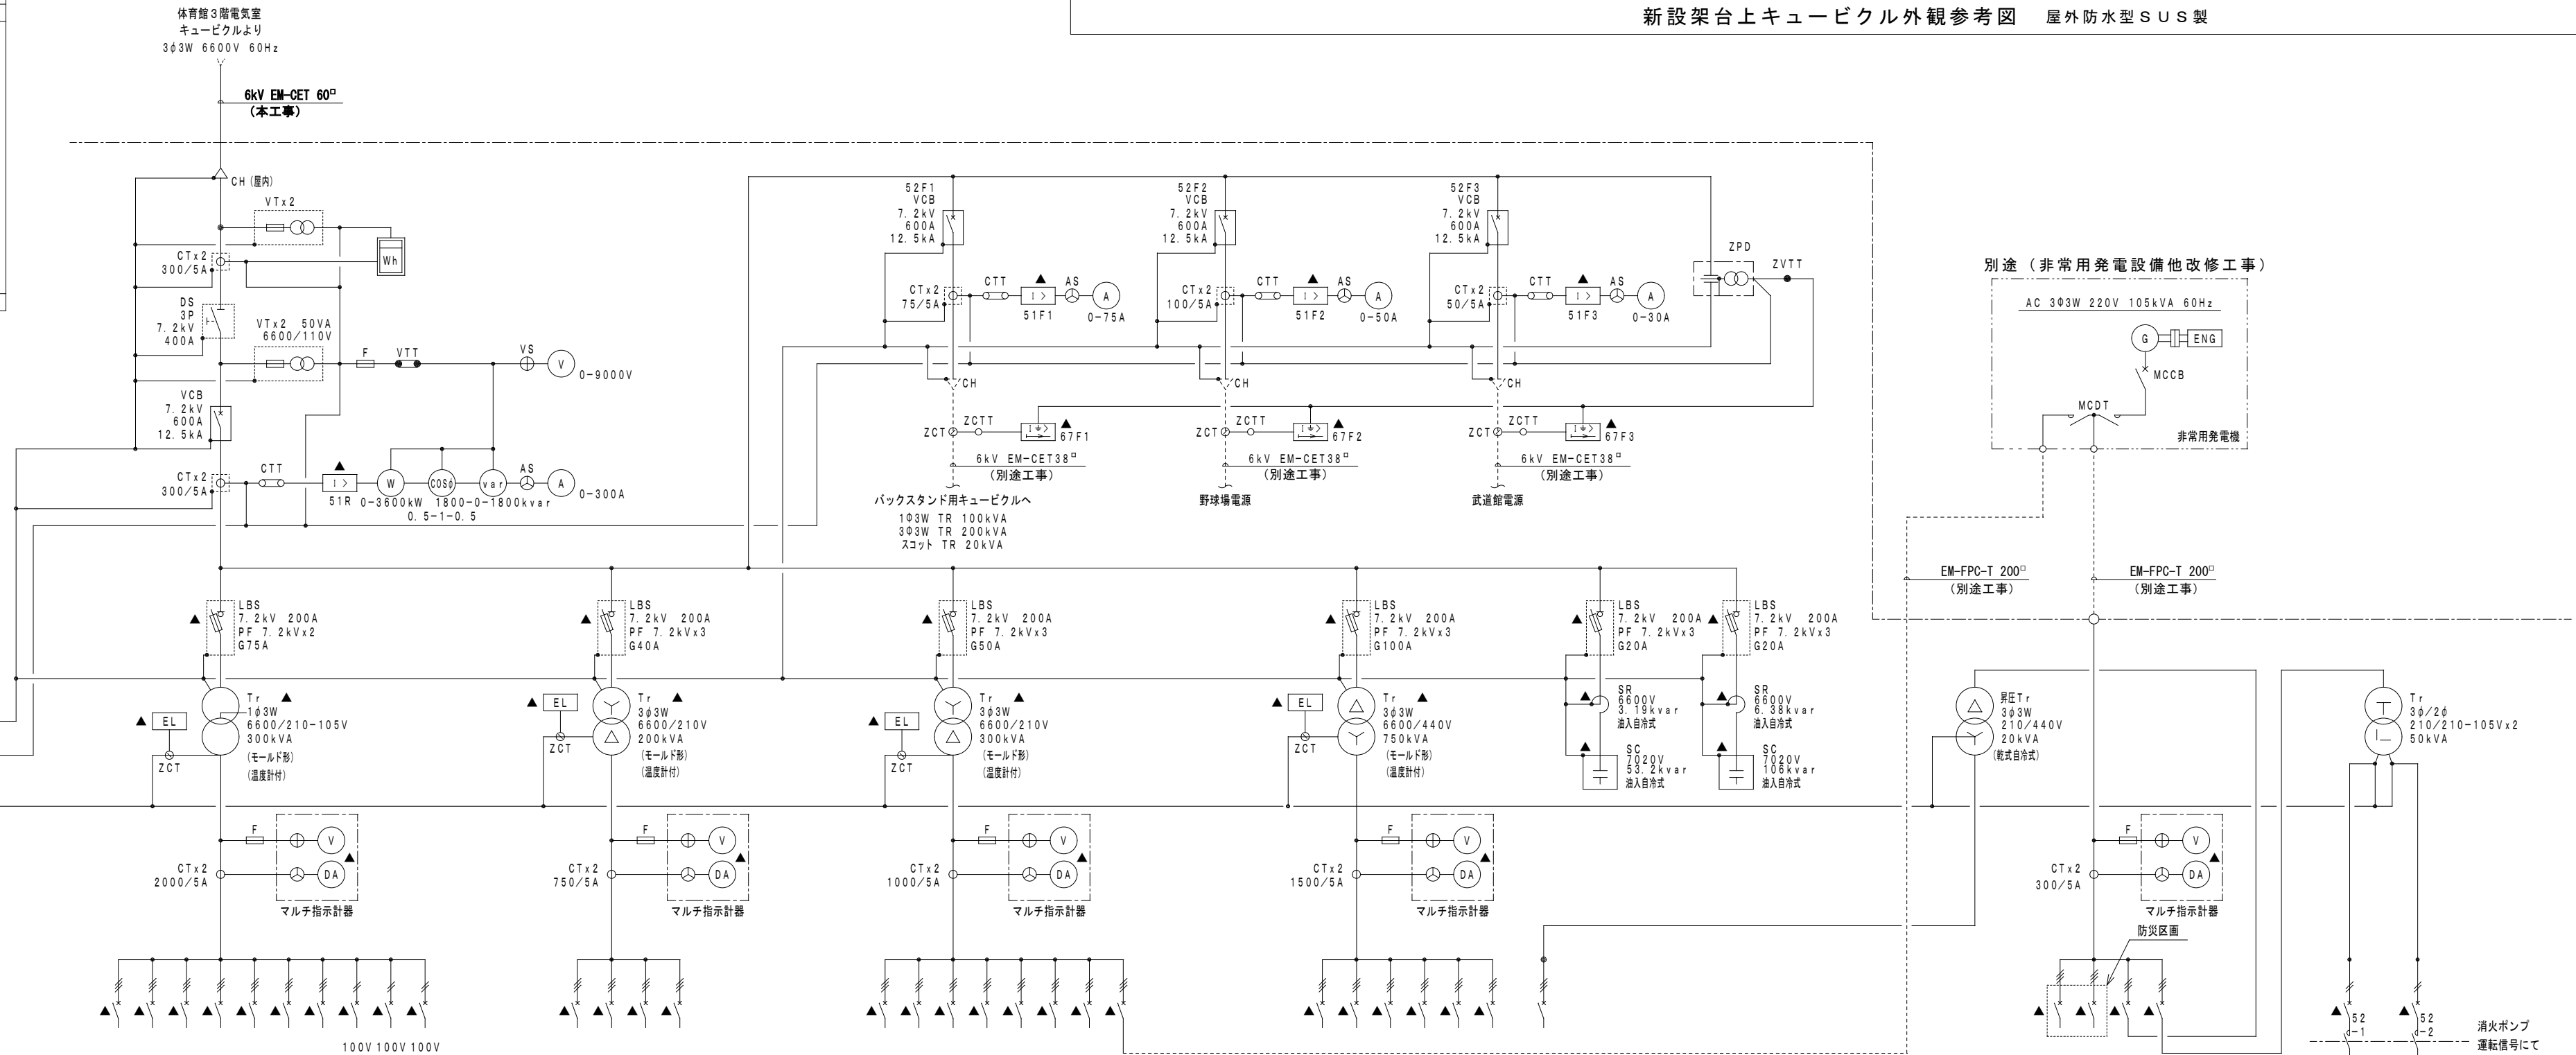 新設架台上キュービクル外観参考図　屋外防水型ＳＵＳ製
体育館３階電気室
キュービクルより
3φ3W 6600V 60Hz
6kV EM-CET 60□
(本工事)
CH (屋内)
VTx2
Wh
CTx2
300/5A
DS
3P
7.2kV
400A
VTx2 50VA
6600/110V
F
VTT
VS
V
0-9000V
VCB
7.2kV
600A
12.5kA
CTx2
300/5A
CTT
I >
51R
W
0-3600kW
COSφ
0.5-1-0.5
var
1800-0-1800kvar
AS
A
0-300A
52F1
VCB
7.2kV
600A
12.5kA
CTx2
75/5A
CTT
I >
51F1
AS
A
0-75A
CH
ZCT
ZCTT
67F1
6kV EM-CET38□
(別途工事)
バックスタンド用キュービクルへ
1Φ3W TR 100kVA
3Φ3W TR 200kVA
スコット TR 20kVA
52F2
VCB
7.2kV
600A
12.5kA
CTx2
100/5A
CTT
I >
51F2
AS
A
0-50A
CH
ZCT
ZCTT
67F2
6kV EM-CET38□
(別途工事)
野球場電源
52F3
VCB
7.2kV
600A
12.5kA
CTx2
50/5A
CTT
I >
51F3
AS
A
0-30A
CH
ZCT
ZCTT
67F3
6kV EM-CET38□
(別途工事)
武道館電源
ZPD
ZVTT
別途（非常用発電設備他改修工事）
AC 3Φ3W 220V 105kVA 60Hz
G
ENG
MCCB
MCDT
非常用発電機
EM-FPC-T 200□
(別途工事)
EM-FPC-T 200□
(別途工事)
LBS
7.2kV 200A
PF 7.2kVx2
G75A
Tr
1φ3W
6600/210-105V
300kVA
(モールド形)
(温度計付)
EL
ZCT
F
V
CTx2
2000/5A
DA
マルチ指示計器
100V 100V 100V
LBS
7.2kV 200A
PF 7.2kVx3
G40A
Tr
3φ3W
6600/210V
200kVA
(モールド形)
(温度計付)
EL
ZCT
F
V
CTx2
750/5A
DA
マルチ指示計器
LBS
7.2kV 200A
PF 7.2kVx3
G50A
Tr
3φ3W
6600/210V
300kVA
(モールド形)
(温度計付)
EL
ZCT
F
V
CTx2
1000/5A
DA
マルチ指示計器
LBS
7.2kV 200A
PF 7.2kVx3
G100A
Tr
3φ3W
6600/440V
750kVA
(モールド形)
(温度計付)
EL
ZCT
F
V
CTx2
1500/5A
DA
マルチ指示計器
LBS
7.2kV 200A
PF 7.2kVx3
G20A
SR
6600V
3.19kvar
油入自冷式
SC
7020V
53.2kvar
油入自冷式
LBS
7.2kV 200A
PF 7.2kVx3
G20A
SR
6600V
6.38kvar
油入自冷式
SC
7020V
106kvar
油入自冷式
昇圧Tr
3φ3W
210/440V
20kVA
(乾式自冷式)
F
V
CTx2
300/5A
DA
マルチ指示計器
防災区画
Tr
3φ/2φ
210/210-105Vx2
50kVA
52
-1
52
-2
消火ポンプ
運転信号にて